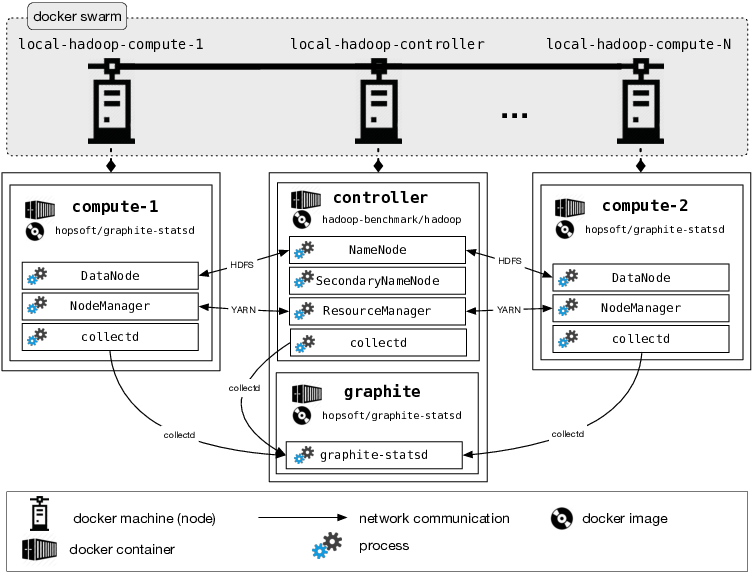 docker swarm
local-hadoop-compute-1
local-hadoop-controller
local-hadoop-compute-N
...
compute-1
hopsoft/graphite-statsd
DataNode
NodeManager
collectd
controller
hadoop-benchmark/hadoop
NameNode
SecondaryNameNode
ResourceManager
collectd
compute-2
hopsoft/graphite-statsd
DataNode
NodeManager
collectd
HDFS
HDFS
YARN
YARN
collectd
collectd
collectd
graphite
hopsoft/graphite-statsd
graphite-statsd
docker machine (node)
network communication
docker image
docker container
process